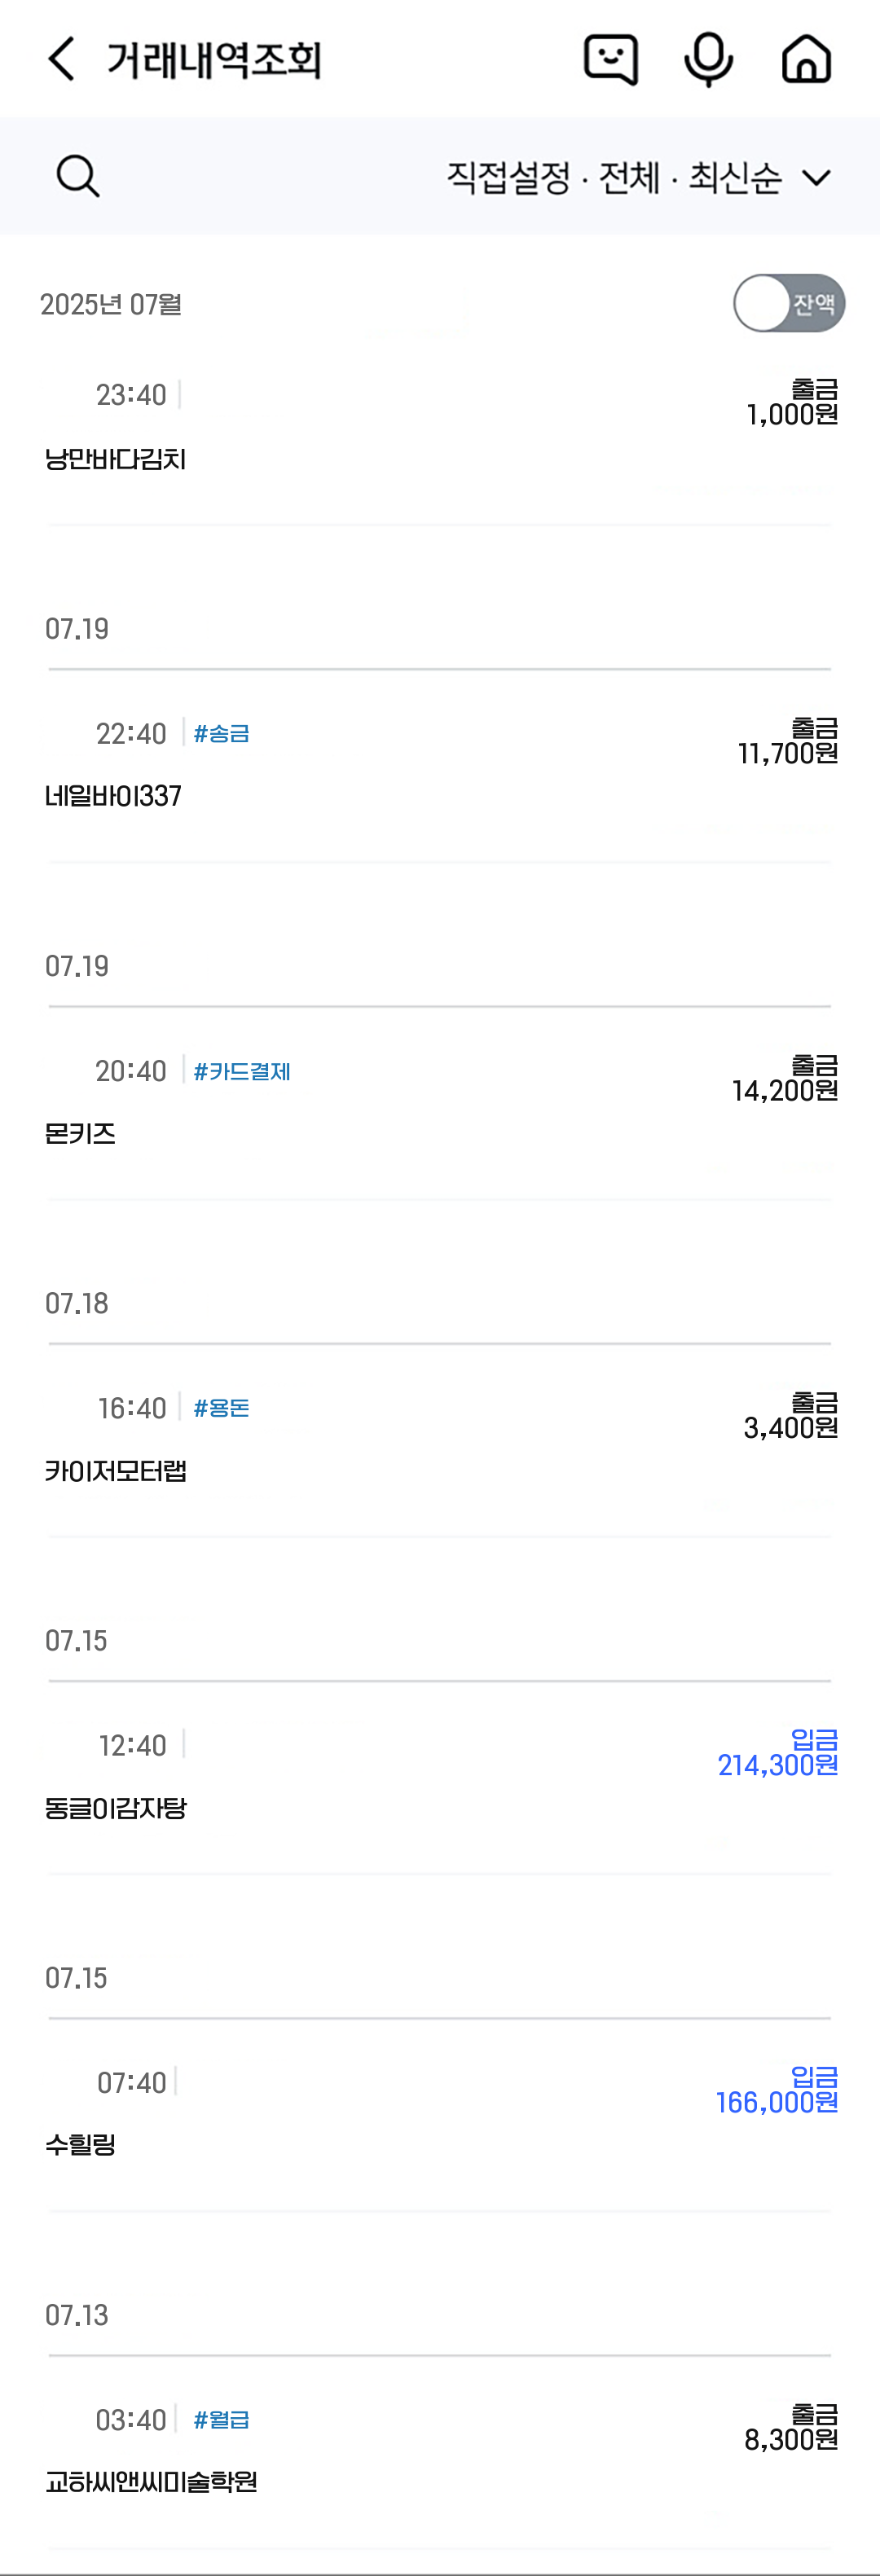 거래내역조회
직접설정 · 전체 · 최신순
2025년 07월
잔액
23:40
출금
1,000원
낭만바다김치
07.19
22:40 #송금
출금
11,700원
네일바이337
07.19
20:40 #카드결제
출금
14,200원
몬키즈
07.18
16:40 #용돈
출금
3,400원
카이저모터랩
07.15
12:40
입금
214,300원
동글이감자탕
07.15
07:40
입금
166,000원
수힐링
07.13
03:40 #월급
출금
8,300원
교하씨앤씨미술학원